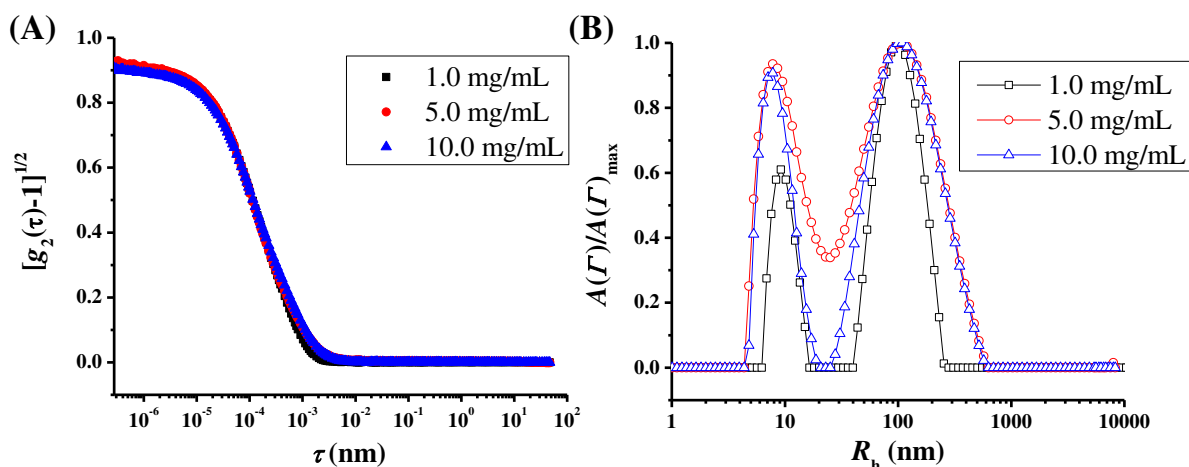 (A)
[g₂(τ)-1]^1/2
1.0
0.8
0.6
0.4
0.2
0.0
1.0 mg/mL
5.0 mg/mL
10.0 mg/mL
10⁻⁶ 10⁻⁵ 10⁻⁴ 10⁻³ 10⁻² 10⁻¹ 10⁰ 10¹ 10²
τ (nm)
(B)
A(Γ)/A(Γ)max
1.0
0.8
0.6
0.4
0.2
0.0
1.0 mg/mL
5.0 mg/mL
10.0 mg/mL
1 10 100 1000 10000
Rh (nm)